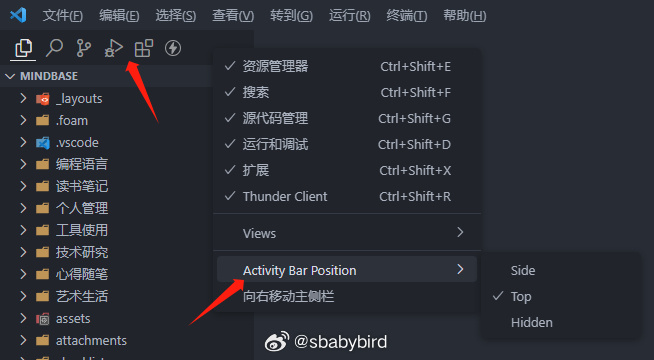 文件(F) 编辑(E) 选择(S) 查看(V) 转到(G) 运行(R) 终端(T) 帮助(H)
MINDBASE
_layouts
.foam
.vscode
编程语言
读书笔记
个人管理
工具使用
技术研究
心得随笔
艺术生活
assets
attachments
资源管理器 Ctrl+Shift+E
搜索 Ctrl+Shift+F
源代码管理 Ctrl+Shift+G
运行和调试 Ctrl+Shift+D
扩展 Ctrl+Shift+X
Thunder Client Ctrl+Shift+R
Views
Activity Bar Position
向右移动主侧栏
Side
Top
Hidden
@sbabybird